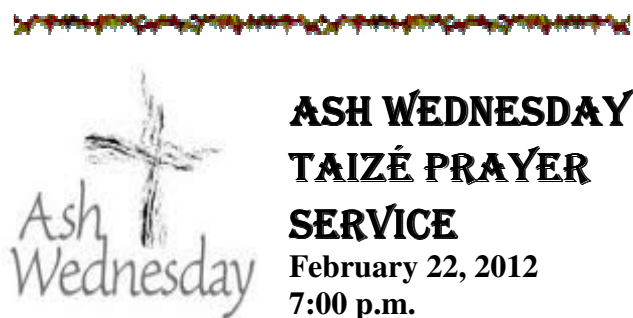 Ash
Wednesday
ASH WEDNESDAY
TAIZÉ PRAYER
SERVICE
February 22, 2012
7:00 p.m.